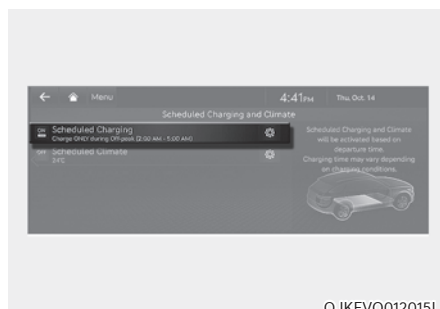 Menu
4:41PM
Thu, Oct. 14
Scheduled Charging and Climate
ON
Scheduled Charging
Charge ONLY during Off-peak (2:00 AM - 5:00 AM)
OFF
Scheduled Climate
24°C
Scheduled Charging and Climate
will be activated based on
departure time.
Charging time may vary depending
on charging conditions.